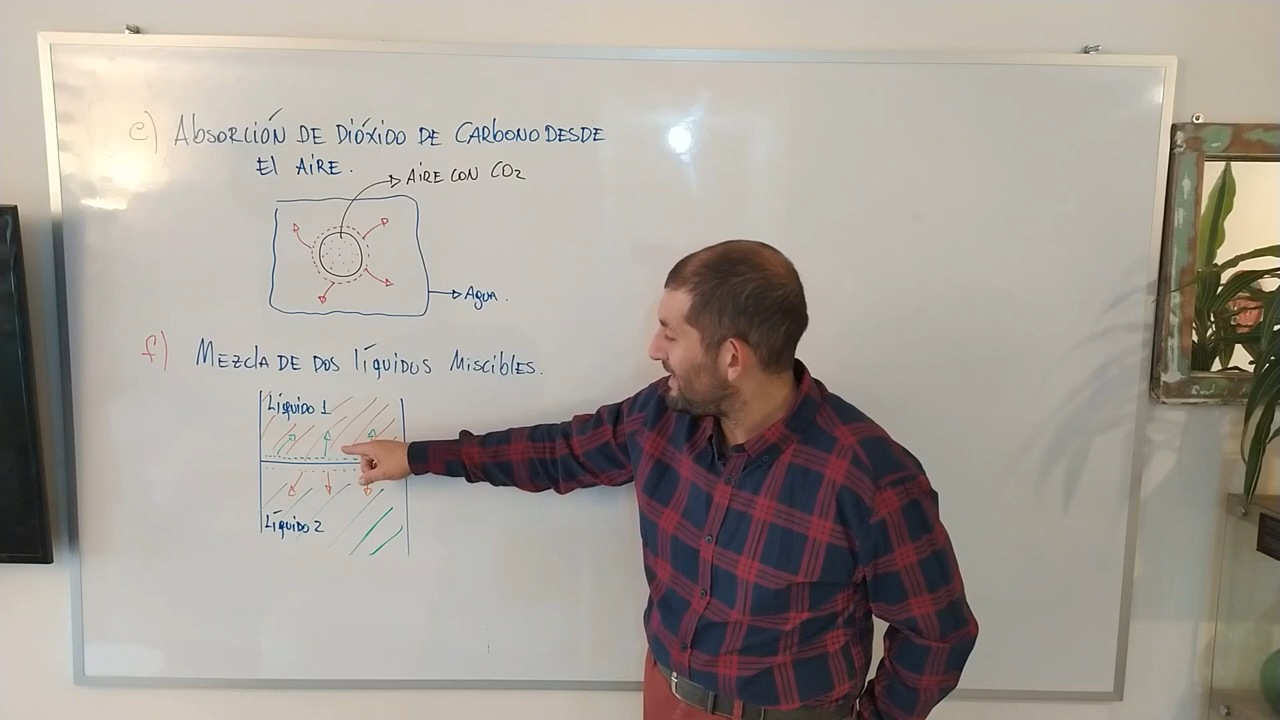 e) Absorción de dióxido de carbono desde
el aire.
Aire con CO2
Agua.
f) Mezcla de dos líquidos miscibles.
Líquido 1
Líquido 2